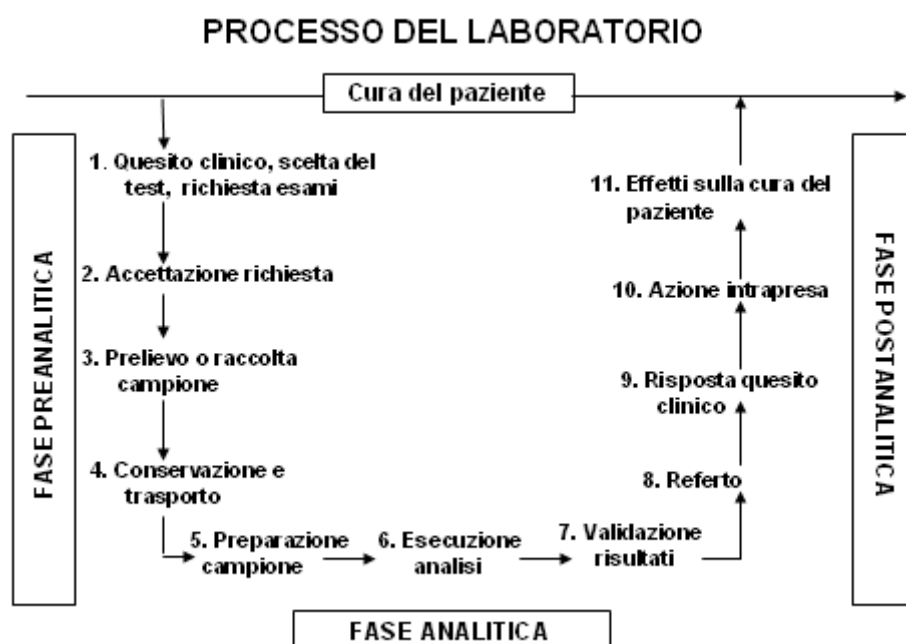 PROCESSO DEL LABORATORIO
Cura del paziente
FASE PREANALITICA
1. Quesito clinico, scelta del
test, richiesta esami
2. Accettazione richiesta
3. Prelievo o raccolta
campione
4. Conservazione e
trasporto
5. Preparazione
campione
6. Esecuzione
analisi
7. Validazione
risultati
8. Referto
9. Risposta quesito
clinico
10. Azione intrapresa
11. Effetti sulla cura del
paziente
FASE POSTANALITICA
FASE ANALITICA